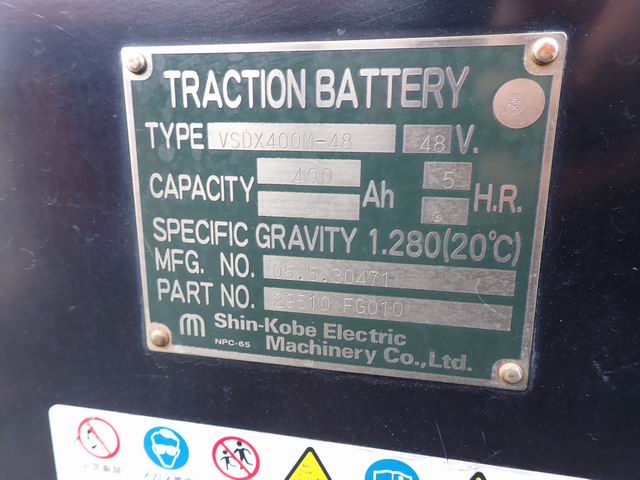 TRACTION BATTERY
TYPE VSDX400M-48 48 V.
CAPACITY 400 Ah 5 H.R.
SPECIFIC GRAVITY 1.280(20°C)
MFG. NO. 05.5.30471
PART NO. 29510 FG010
m Shin-Kobe Electric
NPC-65 Machinery Co.,Ltd.